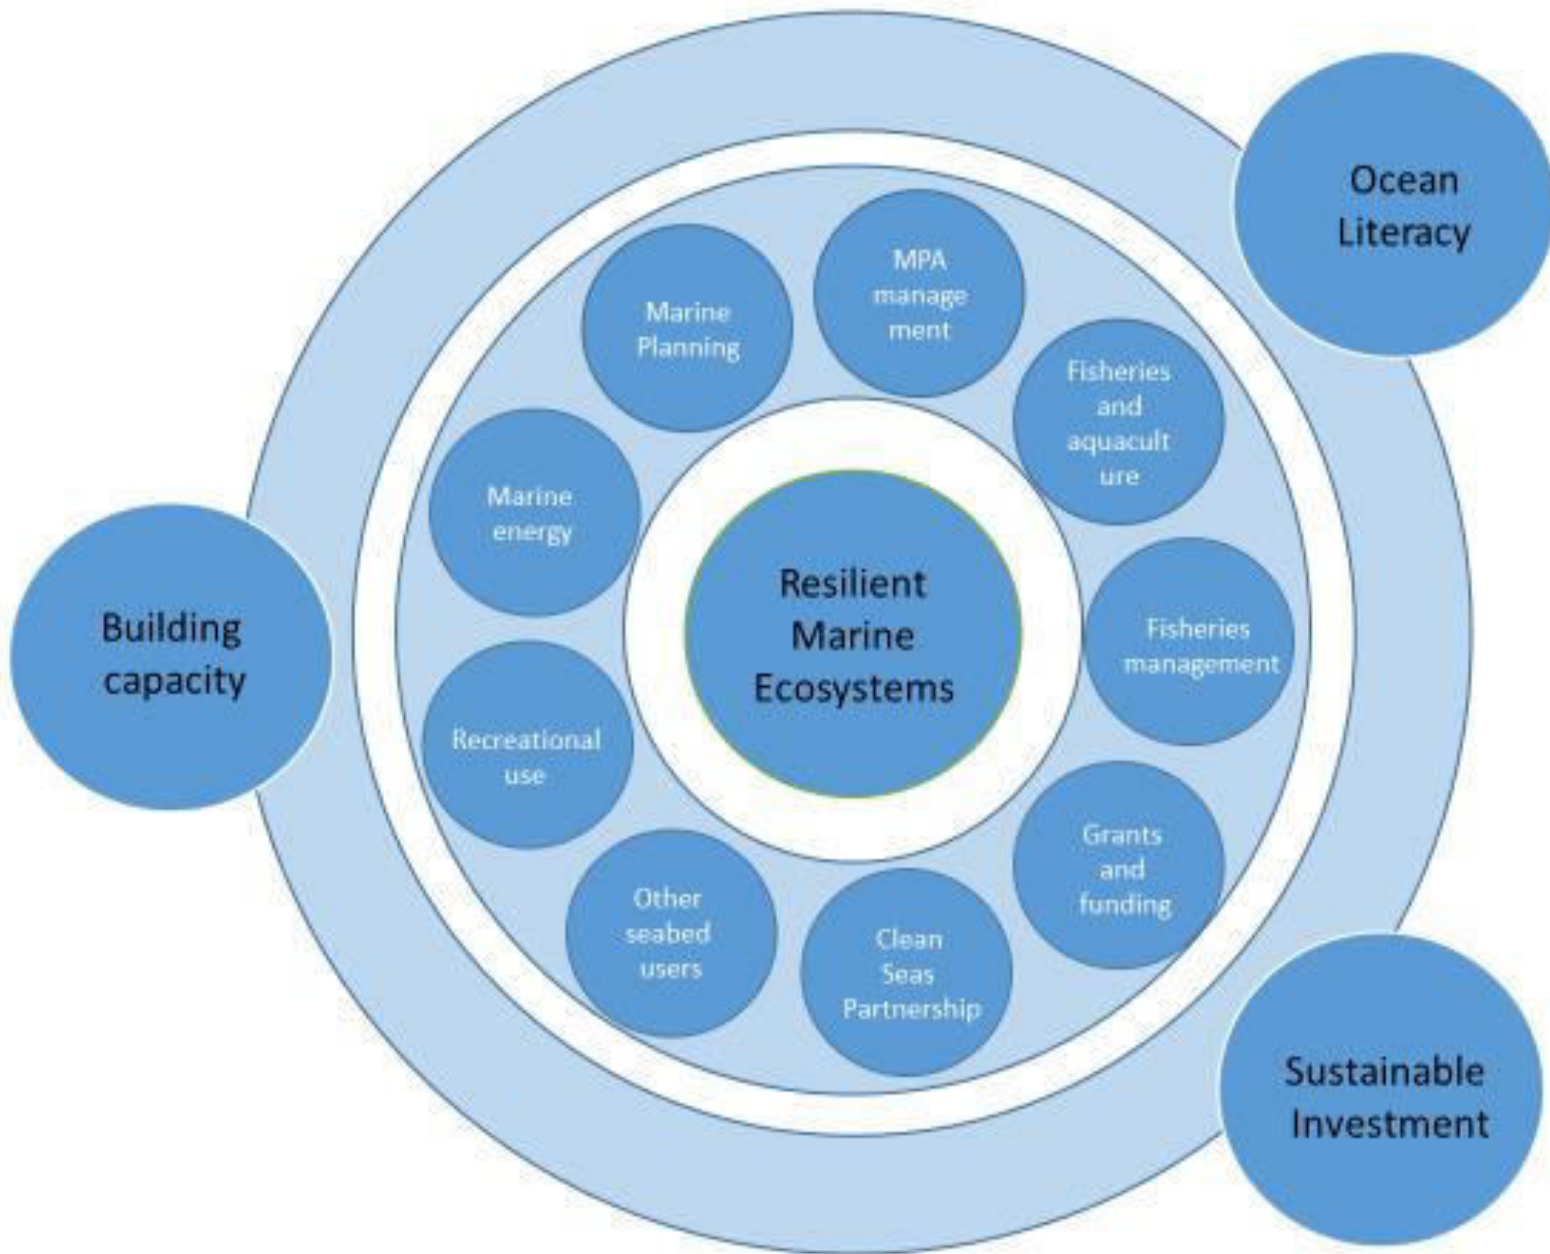 Ocean
Literacy
MPA
manage
ment
Marine
Planning
Fisheries
and
aquacult
ure
Marine
energy
Resilient
Marine
Ecosystems
Building
capacity
Fisheries
management
Recreational
use
Grants
and
funding
Other
seabed
users
Clean
Seas
Partnership
Sustainable
Investment